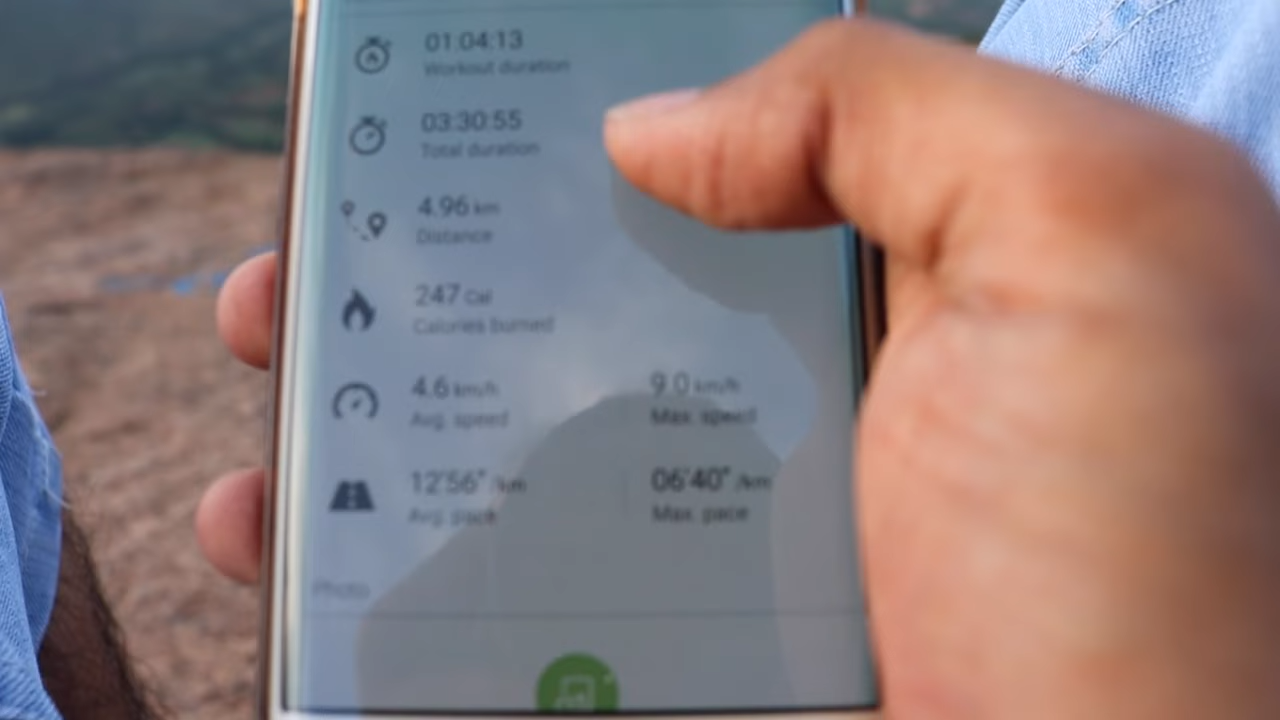 01:04:13
Workout duration
03:30:55
Total duration
4.96 km
Distance
247 Cal
Calories burned
4.6 km/h
Avg. speed
9.0 km/h
Max. speed
12'56" /km
Avg. pace
06'40" /km
Max. pace
Photo